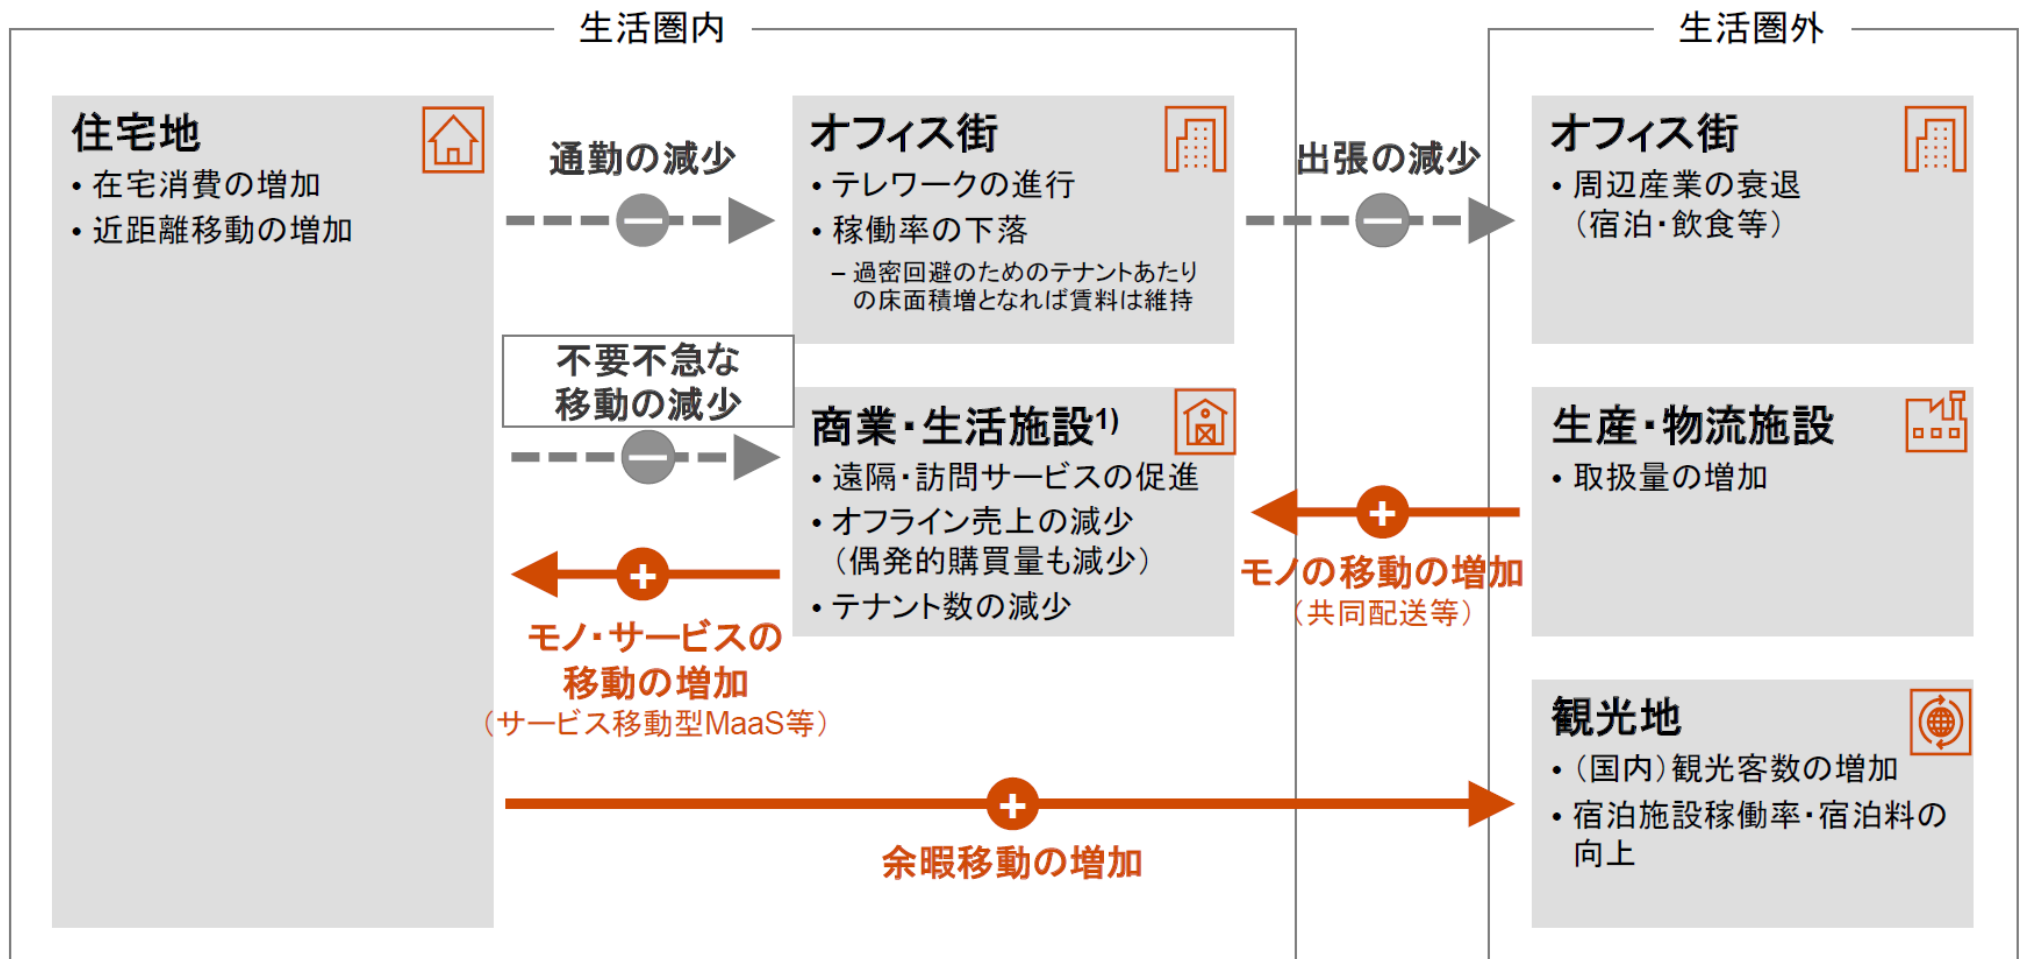 生活圏内
生活圏外
住宅地
• 在宅消費の増加
• 近距離移動の増加
通勤の減少
オフィス街
• テレワークの進行
• 稼働率の下落
– 過密回避のためのテナントあたり
の床面積増となれば賃料は維持
出張の減少
オフィス街
• 周辺産業の衰退
（宿泊・飲食等）
不要不急な
移動の減少
商業・生活施設1)
• 遠隔・訪問サービスの促進
• オフライン売上の減少
（偶発的購買量も減少）
• テナント数の減少
生産・物流施設
• 取扱量の増加
モノの移動の増加
（共同配送等）
モノ・サービスの
移動の増加
（サービス移動型MaaS等）
観光地
• （国内）観光客数の増加
• 宿泊施設稼働率・宿泊料の
向上
余暇移動の増加